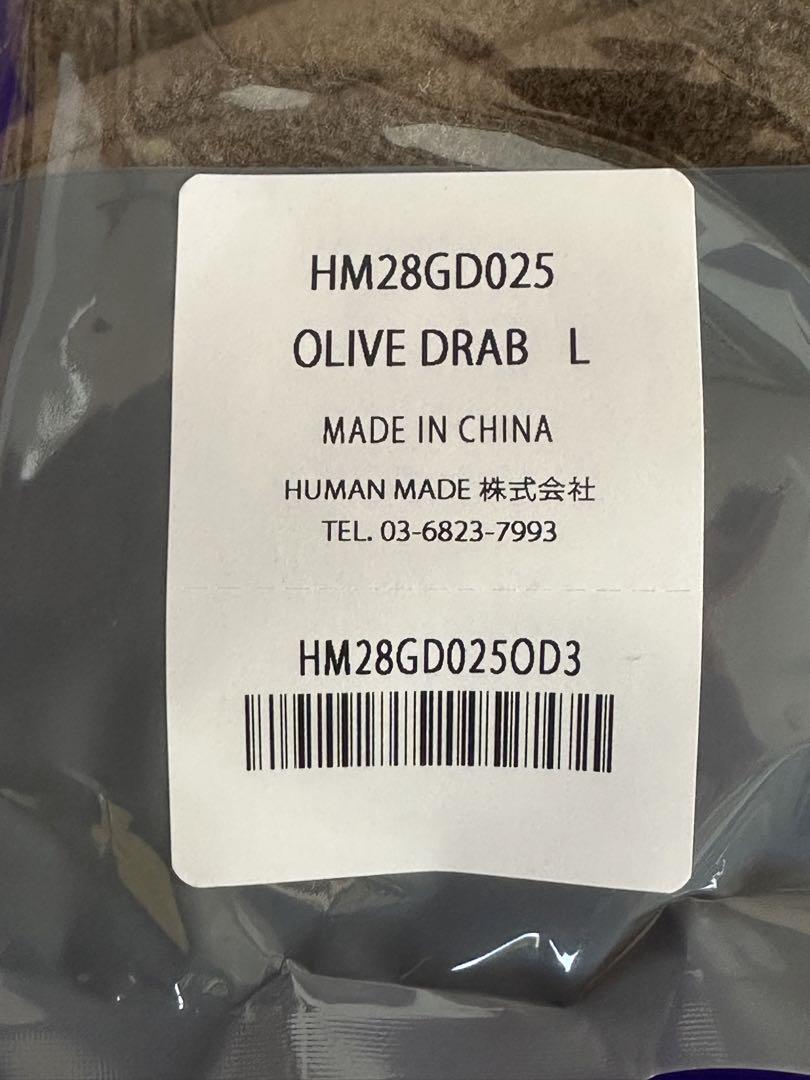 HM28GD025
OLIVE DRAB L
MADE IN CHINA
HUMAN MADE 株式会社
TEL. 03-6823-7993
HM28GD025OD3